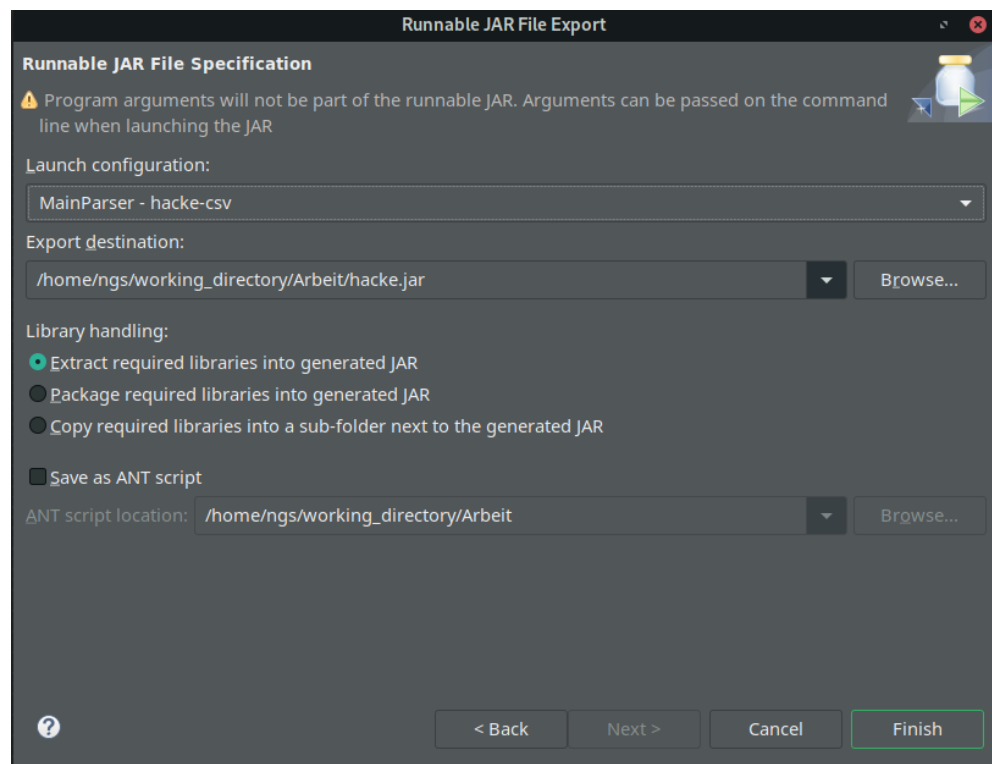 Runnable JAR File Export
Runnable JAR File Specification
Program arguments will not be part of the runnable JAR. Arguments can be passed on the command
line when launching the JAR
Launch configuration:
MainParser - hacke-csv
Export destination:
/home/ngs/working_directory/Arbeit/hacke.jar
Browse...
Library handling:
Extract required libraries into generated JAR
Package required libraries into generated JAR
Copy required libraries into a sub-folder next to the generated JAR
Save as ANT script
ANT script location: /home/ngs/working_directory/Arbeit Browse...
< Back Next > Cancel Finish